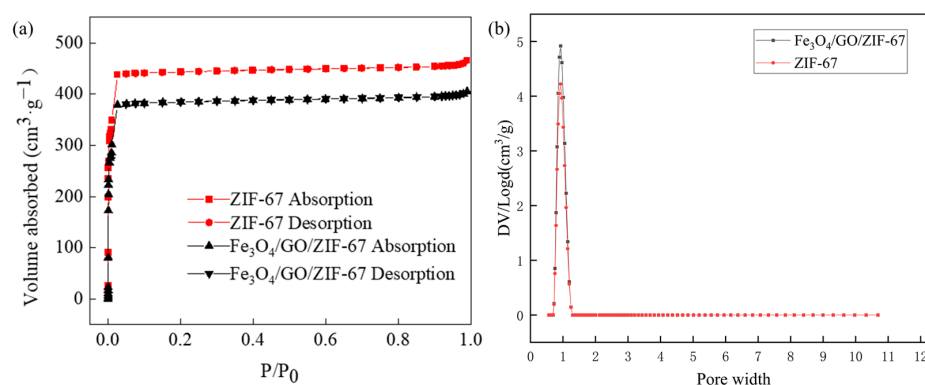 (a)
500
400
300
200
100
0
Volume absorbed (cm³·g⁻¹)
ZIF-67 Absorption
ZIF-67 Desorption
Fe₃O₄/GO/ZIF-67 Absorption
Fe₃O₄/GO/ZIF-67 Desorption
0.0 0.2 0.4 0.6 0.8 1.0
P/P₀
(b)
5
4
3
2
1
0
DV/Logd(cm³/g)
Fe₃O₄/GO/ZIF-67
ZIF-67
0 1 2 3 4 5 6 7 8 9 10 11 12
Pore width